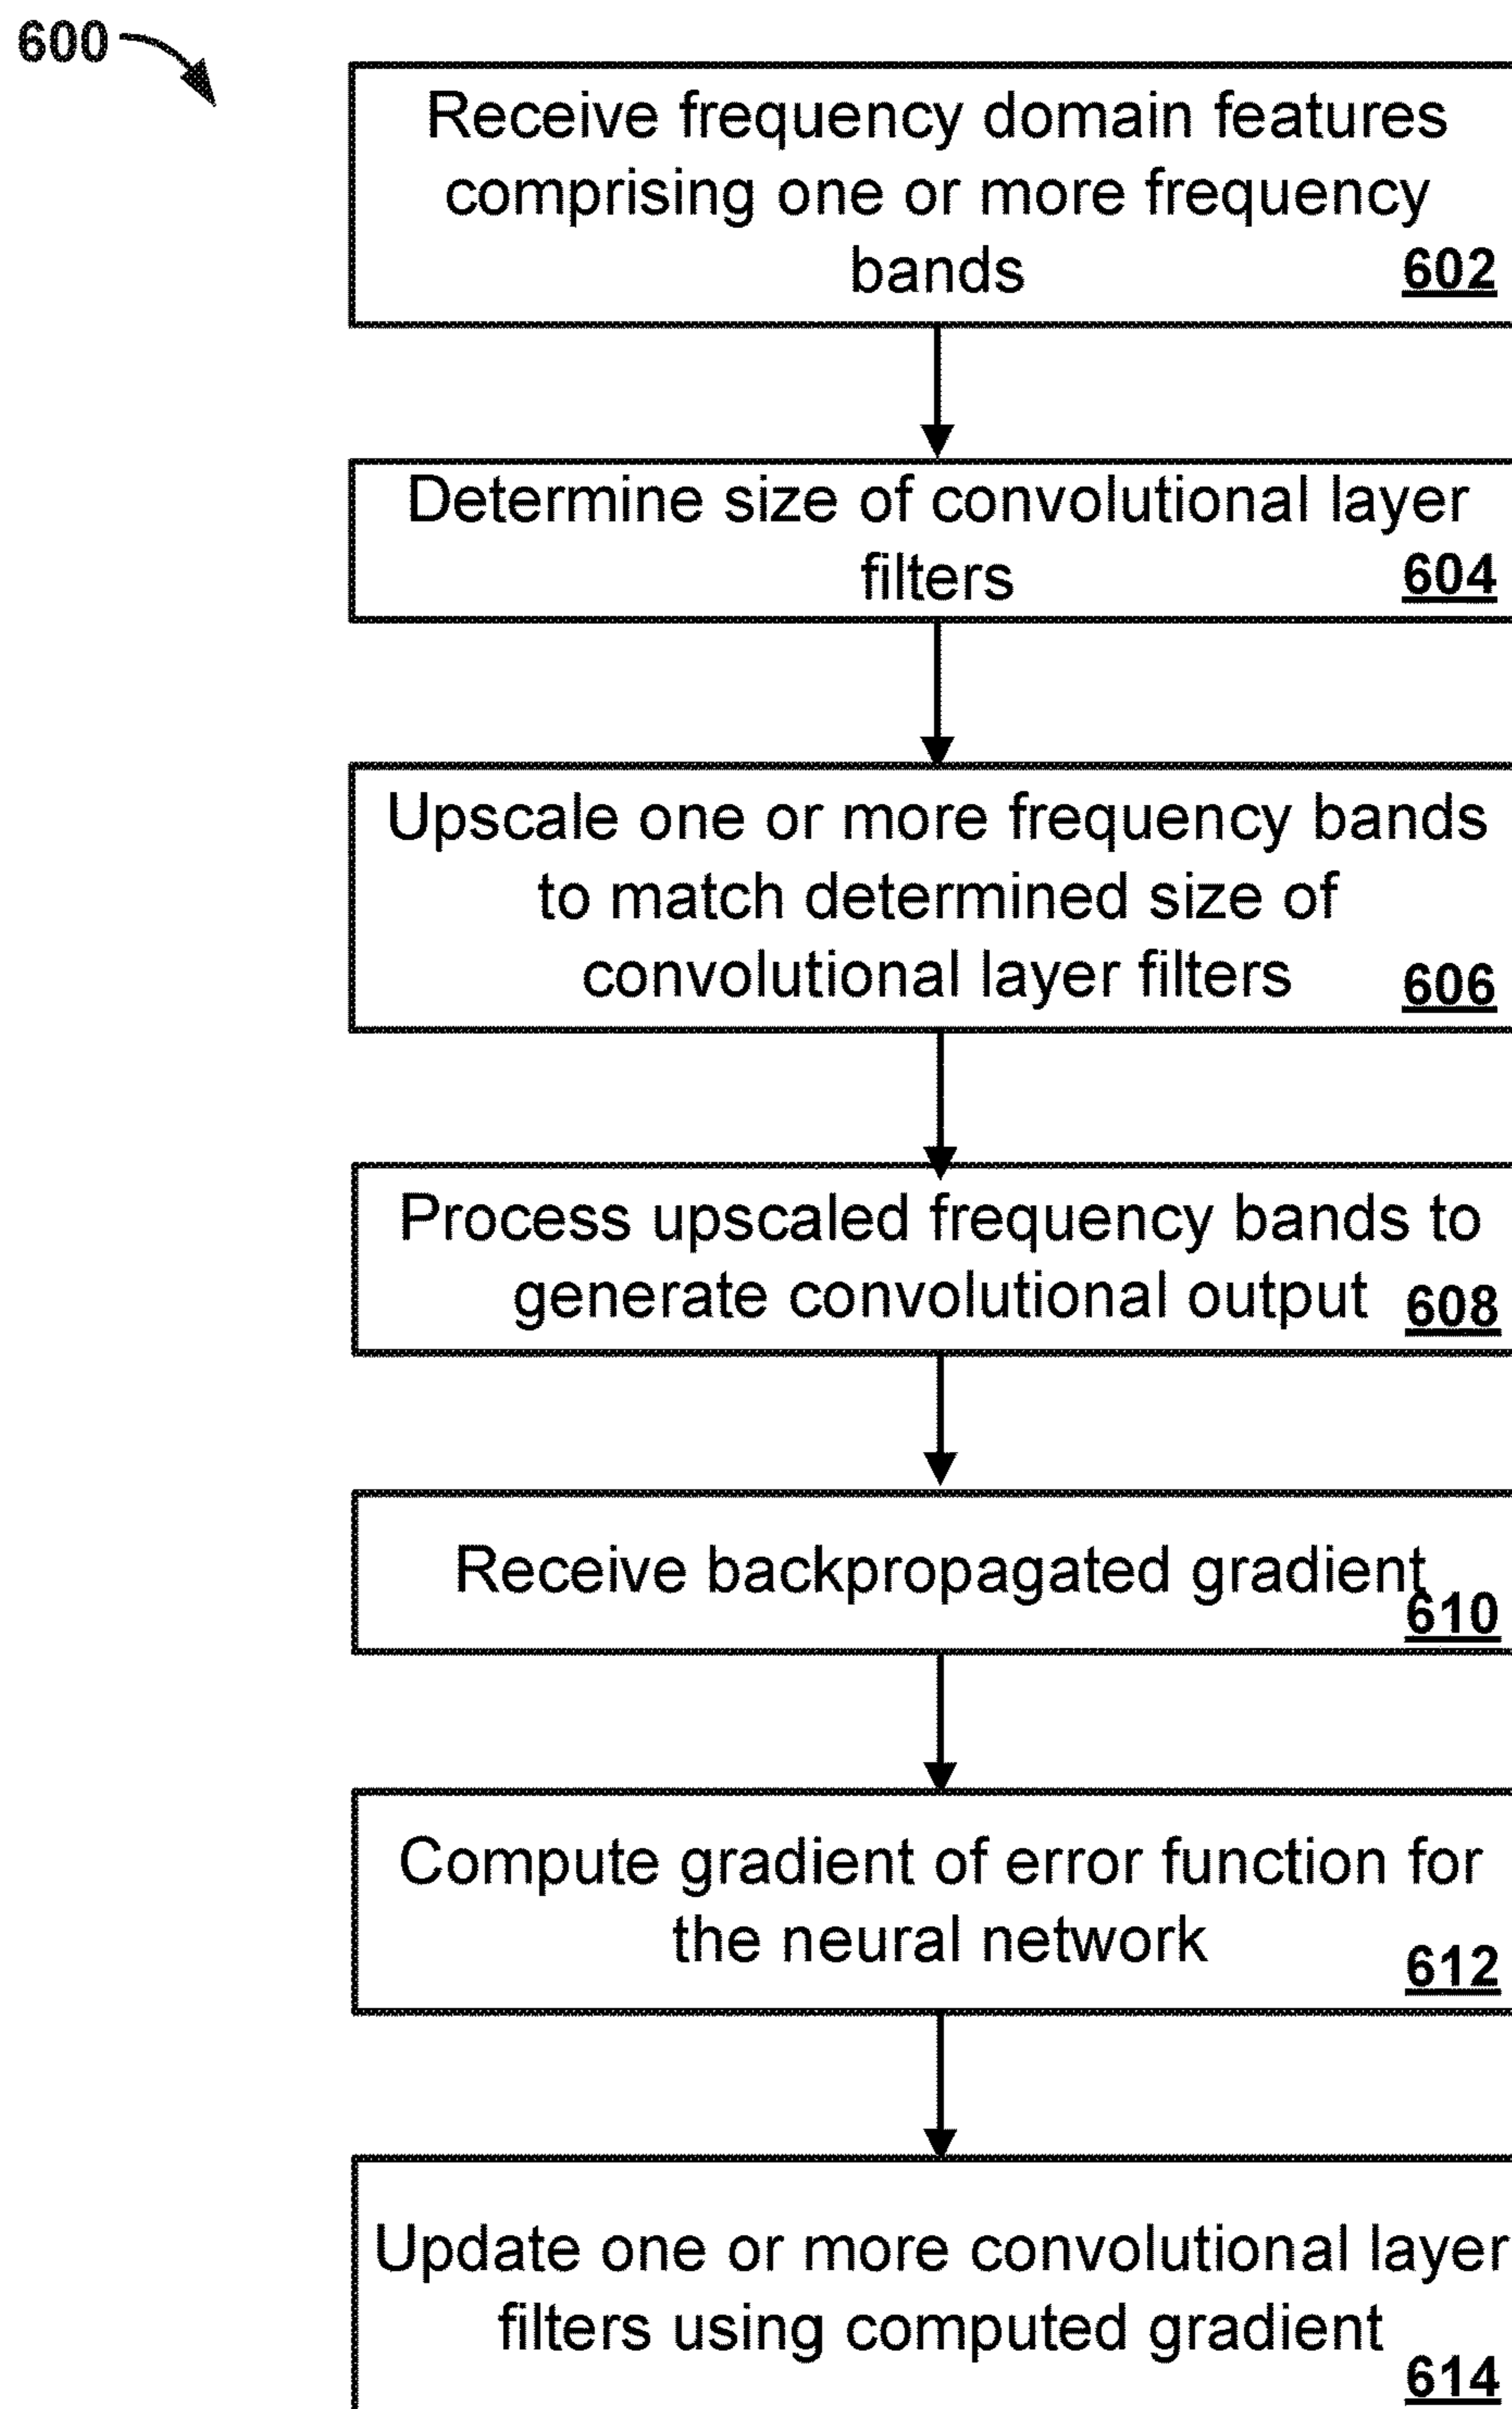 600
Receive frequency domain features
comprising one or more frequency
bands
602
Determine size of convolutional layer
filters
604
Upscale one or more frequency bands
to match determined size of
convolutional layer filters
606
Process upscaled frequency bands to
generate convolutional output
608
Receive backpropagated gradient
610
Compute gradient of error function for
the neural network
612
Update one or more convolutional layer
filters using computed gradient
614